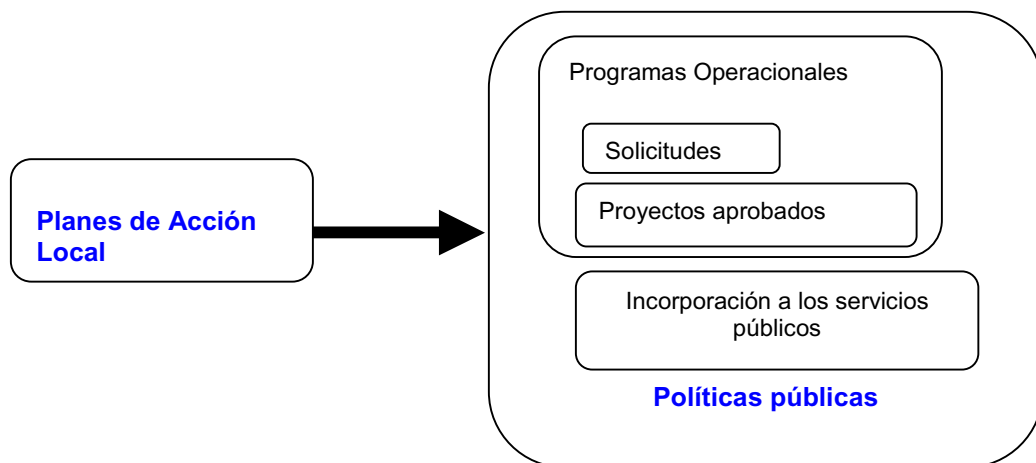 Programas Operacionales
Solicitudes
Proyectos aprobados
Planes de Acción
Local
Incorporación a los servicios
públicos
Políticas públicas